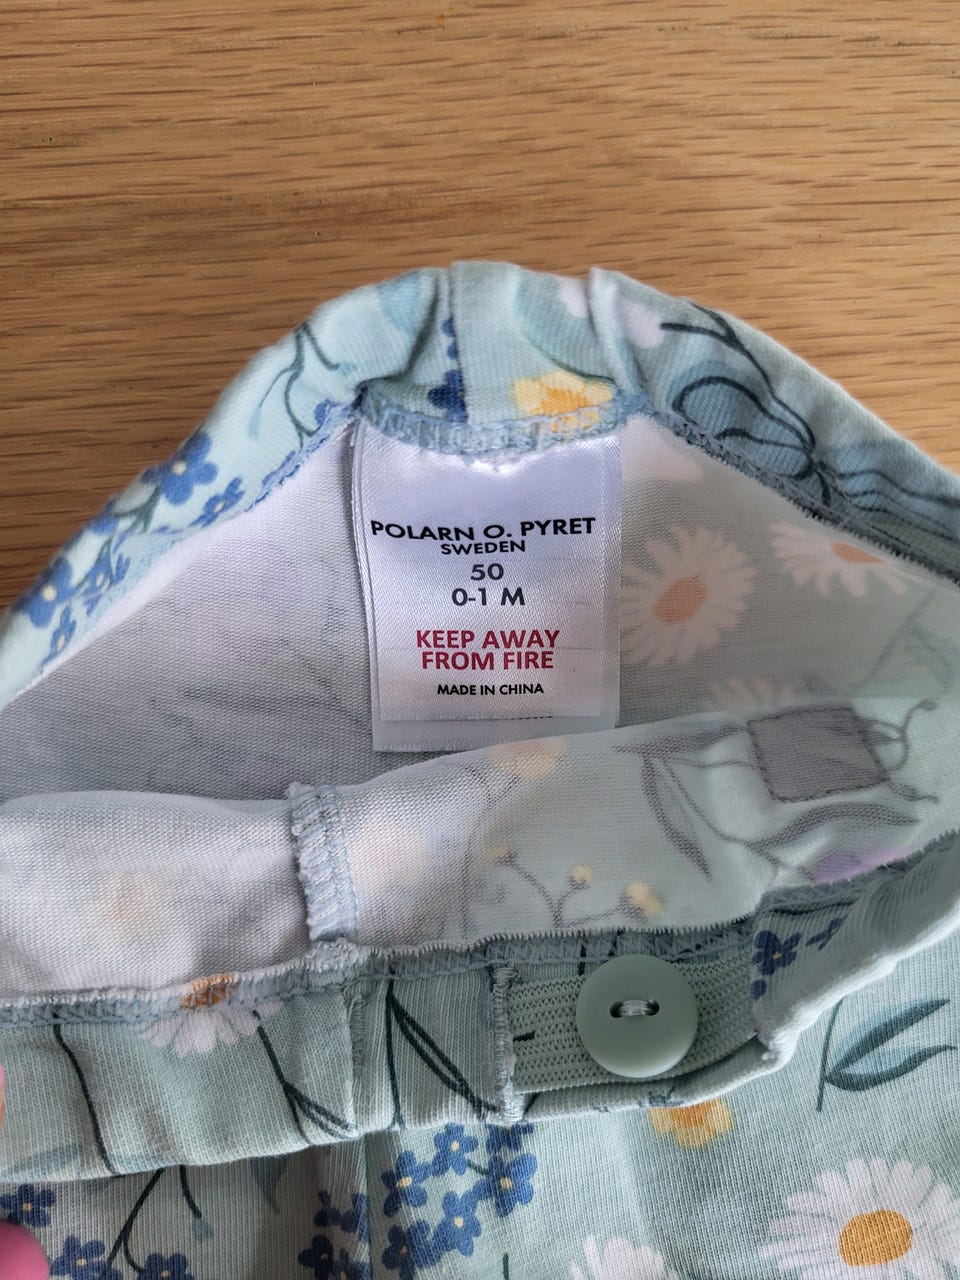 POLARN O. PYRET
SWEDEN
50
0-1 M
KEEP AWAY
FROM FIRE
MADE IN CHINA